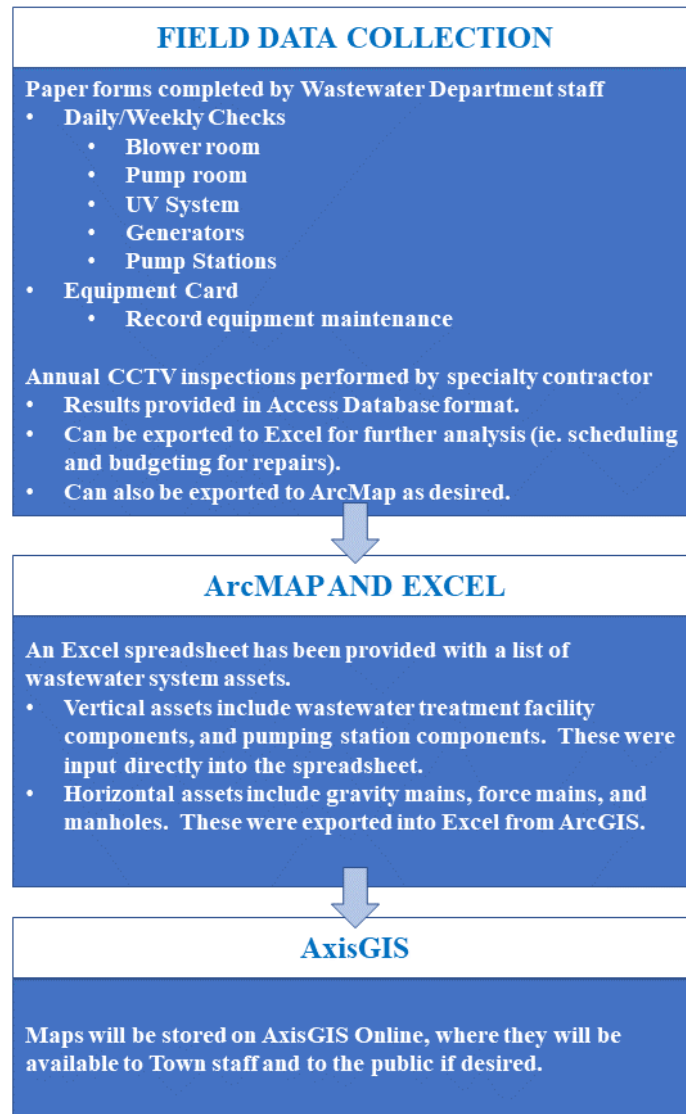 FIELD DATA COLLECTION
Paper forms completed by Wastewater Department staff
• Daily/Weekly Checks
• Blower room
• Pump room
• UV System
• Generators
• Pump Stations
• Equipment Card
• Record equipment maintenance
Annual CCTV inspections performed by specialty contractor
• Results provided in Access Database format.
• Can be exported to Excel for further analysis (ie. scheduling
and budgeting for repairs).
• Can also be exported to ArcMap as desired.
ArcMAP AND EXCEL
An Excel spreadsheet has been provided with a list of
wastewater system assets.
• Vertical assets include wastewater treatment facility
components, and pumping station components. These were
input directly into the spreadsheet.
• Horizontal assets include gravity mains, force mains, and
manholes. These were exported into Excel from ArcGIS.
AxisGIS
Maps will be stored on AxisGIS Online, where they will be
available to Town staff and to the public if desired.